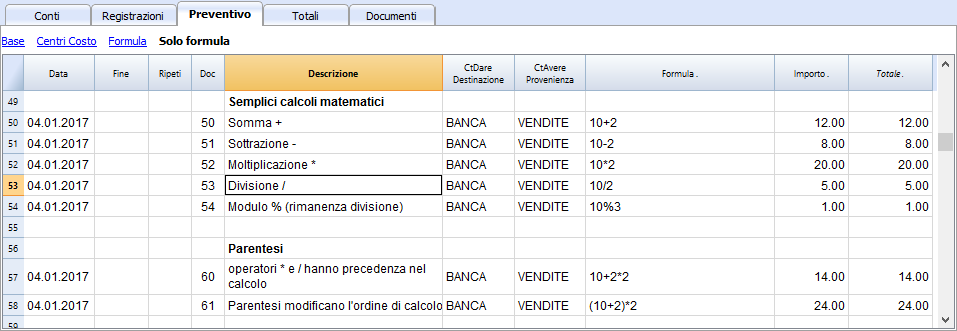 Conti Registrazioni Preventivo Totali Documenti
Base Centri Costo Formula Solo formula
Data Fine Ripeti Doc Descrizione CtDare Destinazione CtAvere Provenienza Formula . Importo . Totale .
49 Semplici calcoli matematici
50 04.01.2017 50 Somma + BANCA VENDITE 10+2 12.00 12.00
51 04.01.2017 51 Sottrazione - BANCA VENDITE 10-2 8.00 8.00
52 04.01.2017 52 Moltiplicazione * BANCA VENDITE 10*2 20.00 20.00
53 04.01.2017 53 Divisione / BANCA VENDITE 10/2 5.00 5.00
54 04.01.2017 54 Modulo % (rimanenza divisione) BANCA VENDITE 10%3 1.00 1.00
55
56 Parentesi
57 04.01.2017 60 operatori * e / hanno precedenza nel calcolo BANCA VENDITE 10+2*2 14.00 14.00
58 04.01.2017 61 Parentesi modificano l'ordine di calcolo BANCA VENDITE (10+2)*2 24.00 24.00
59